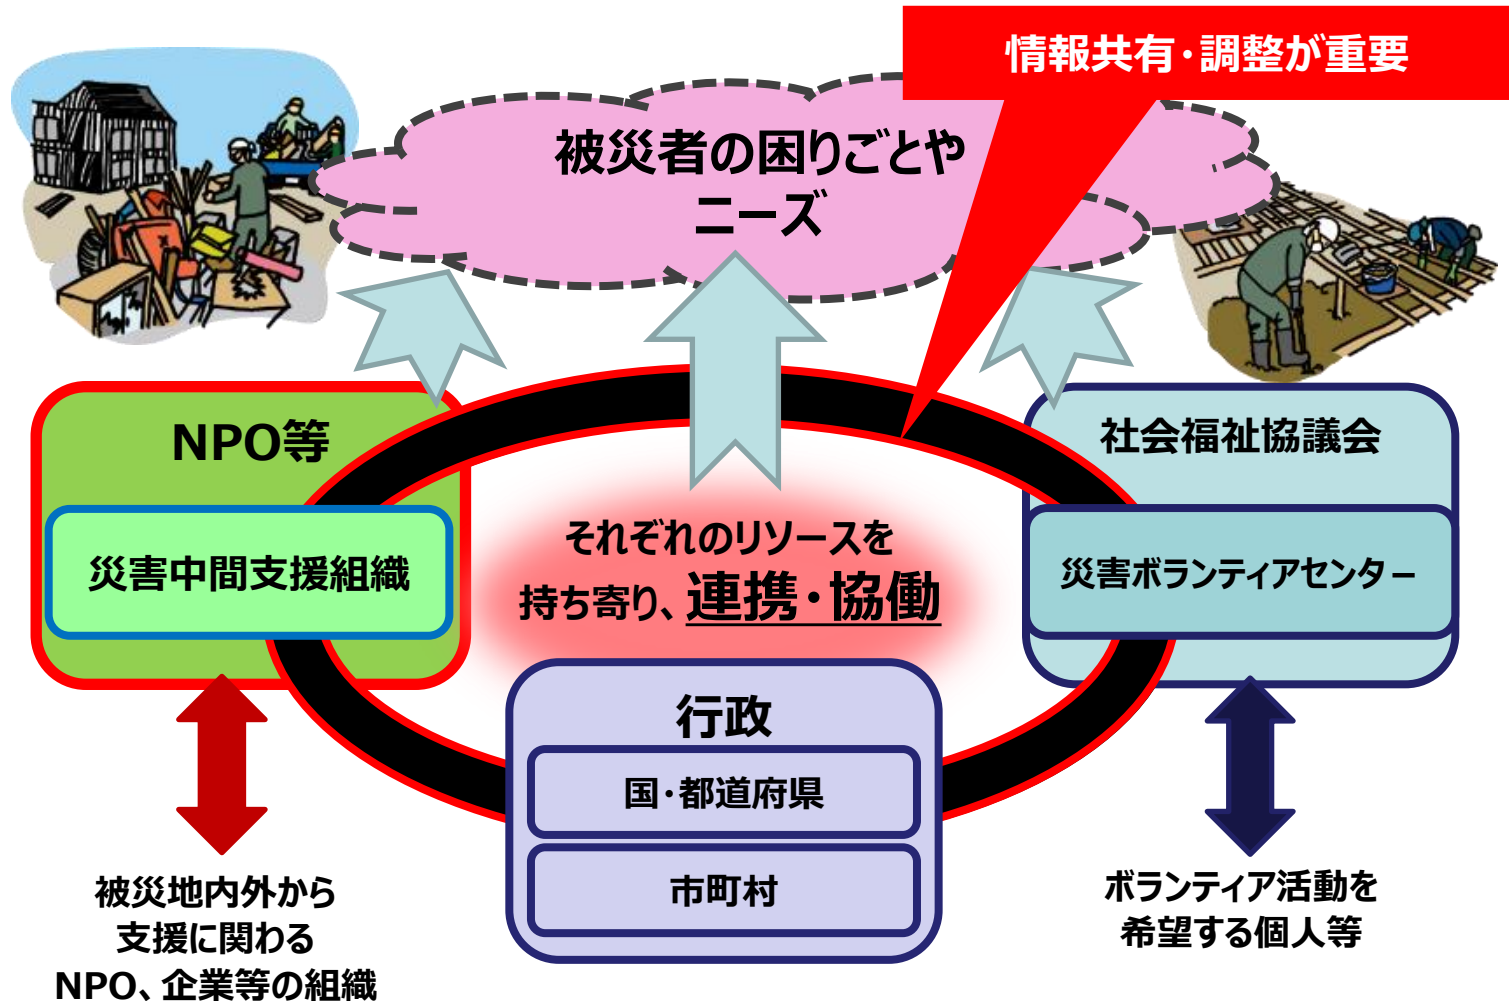 情報共有・調整が重要
被災者の困りごとや
ニーズ
NPO等
災害中間支援組織
社会福祉協議会
災害ボランティアセンター
それぞれのリソースを
持ち寄り、連携・協働
行政
国・都道府県
市町村
被災地内外から
支援に関わる
NPO、企業等の組織
ボランティア活動を
希望する個人等